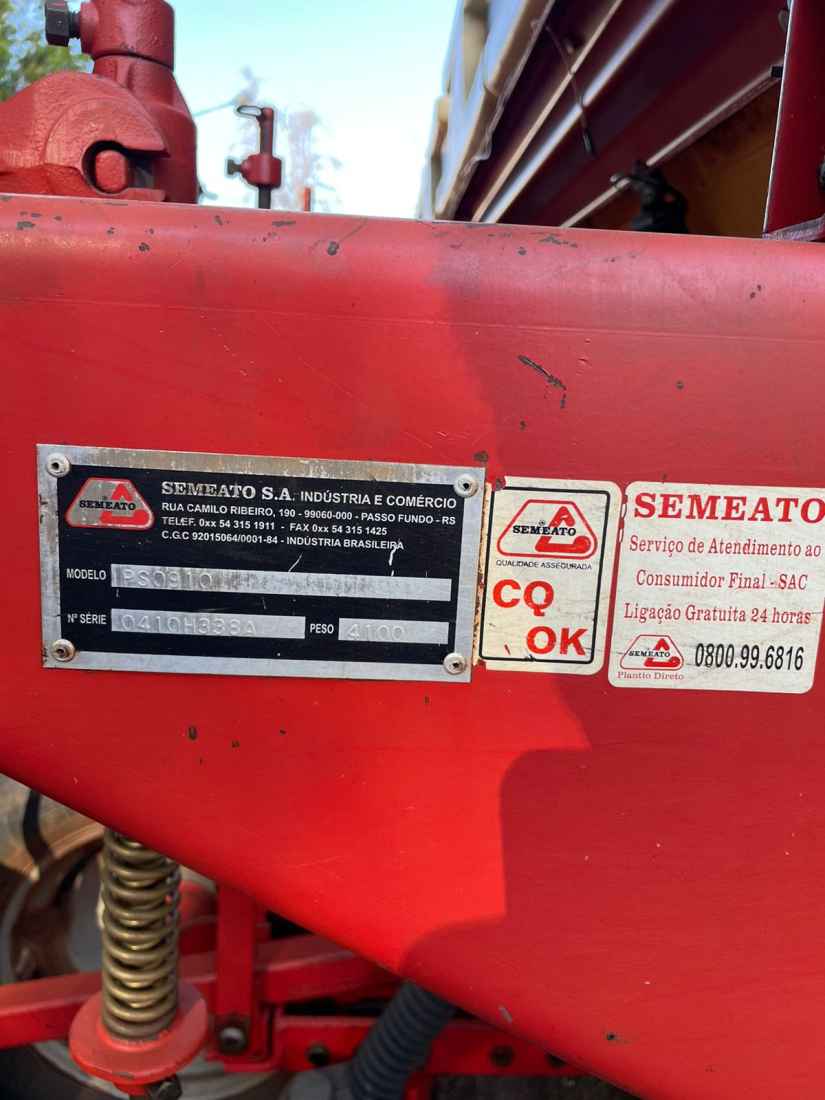 SEMEATO
SEMEATO S.A. INDÚSTRIA E COMÉRCIO
RUA CAMILO RIBEIRO, 190 - 99060-000 - PASSO FUNDO - RS
TELEF. 0xx 54 315 1911 - FAX 0xx 54 315 1425
C.G.C 92015064/0001-84 - INDÚSTRIA BRASILEIRA
MODELO PS0910
Nº SÉRIE 0410H338A PESO 4100
SEMEATO
QUALIDADE ASSEGURADA
CQ
OK
SEMEATO
Serviço de Atendimento ao
Consumidor Final - SAC
Ligação Gratuita 24 horas
SEMEATO
Plantio Direto
0800.99.6816